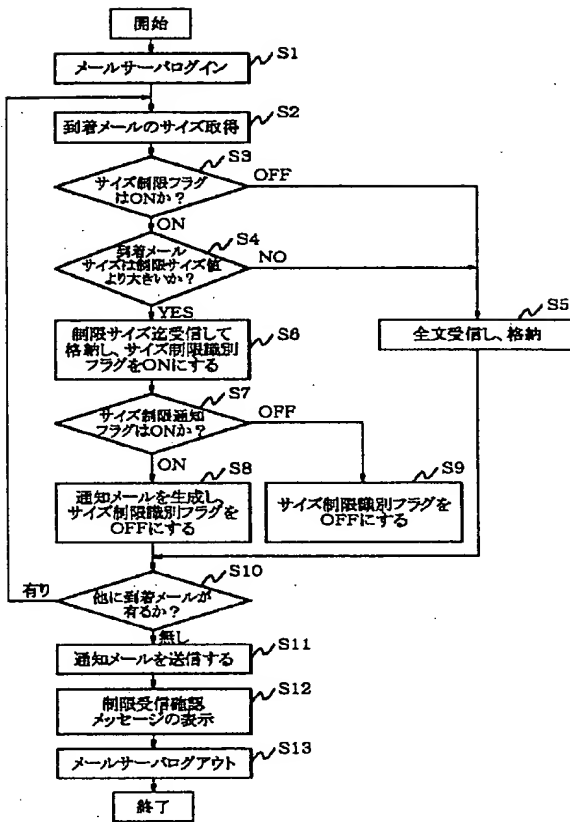 開始
S1
メールサーバログイン
S2
到着メールのサイズ取得
S3
サイズ制限フラグ
はONか?
OFF
ON
S4
到着メール
サイズは制限サイズ値
より大きいか?
NO
YES
S5
全文受信し、格納
S6
制限サイズ迄受信して
格納し、サイズ制限識別
フラグをONにする
S7
サイズ制限通知
フラグはONか?
OFF
ON
S8
通知メールを生成し、
サイズ制限識別フラグを
OFFにする
S9
サイズ制限識別フラグを
OFFにする
S10
他に到着メールが
有るか?
有り
無し
S11
通知メールを送信する
S12
制限受信確認
メッセージの表示
S13
メールサーバログアウト
終了